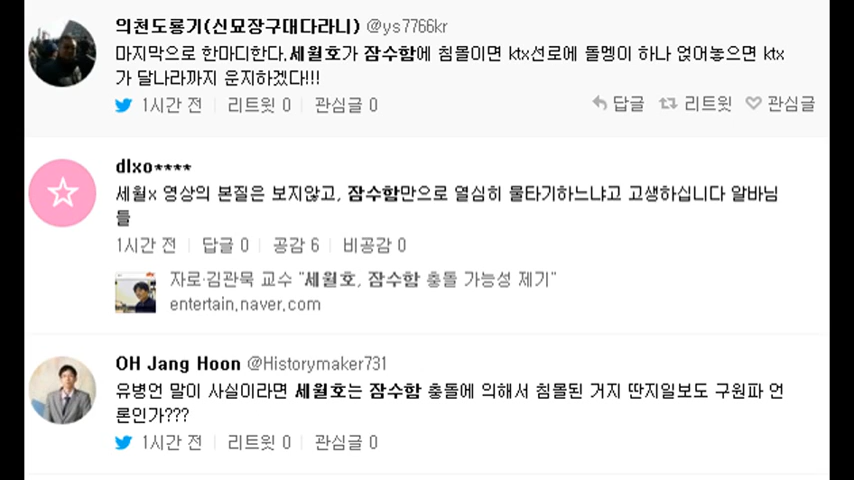 의천도룡기(신묘장구대다라니) @ys7766kr
마지막으로 한마디한다.세월호가 잠수함에 침몰이면 ktx선로에 돌멩이 하나 얹어놓으면 ktx
가 달나라까지 운지하겠다!!!
1시간 전 | 리트윗 0 | 관심글 0 답글 리트윗 관심글
dlxo****
세월x 영상의 본질은 보지않고, 잠수함만으로 열심히 물타기하느냐고 고생하십니다 알바님
들
1시간 전 | 답글 0 | 공감 6 | 비공감 0
자로·김관묵 교수 "세월호, 잠수함 충돌 가능성 제기"
entertain.naver.com
OH Jang Hoon @Historymaker731
유병언 말이 사실이라면 세월호는 잠수함 충돌에 의해서 침몰된 거지 딴지일보도 구원파 언
론인가???
1시간 전 | 리트윗 0 | 관심글 0